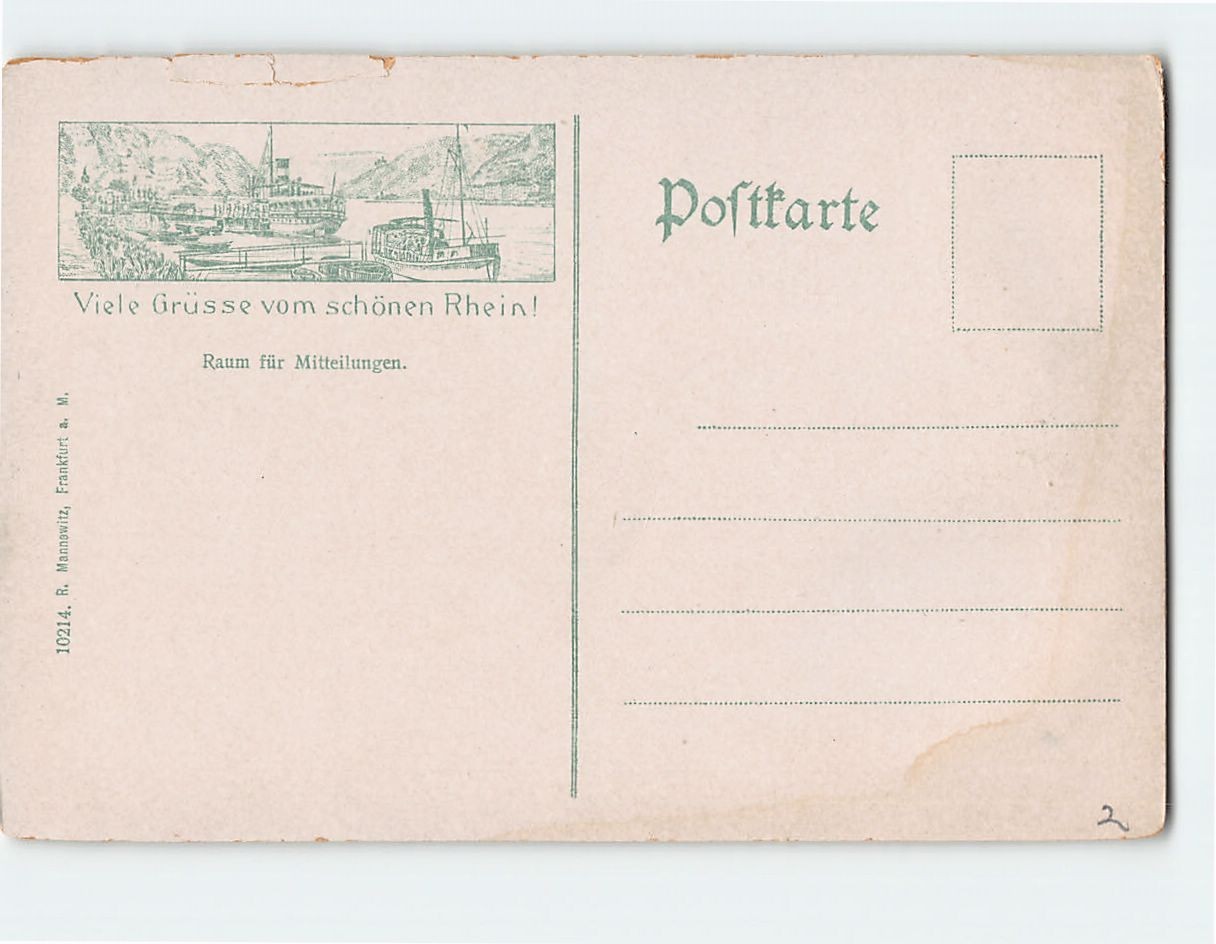 Viele Grüsse vom schönen Rhein!
Raum für Mitteilungen.
10214. R. Mannewitz, Frankfurt a. M.
Poſtkarte
2